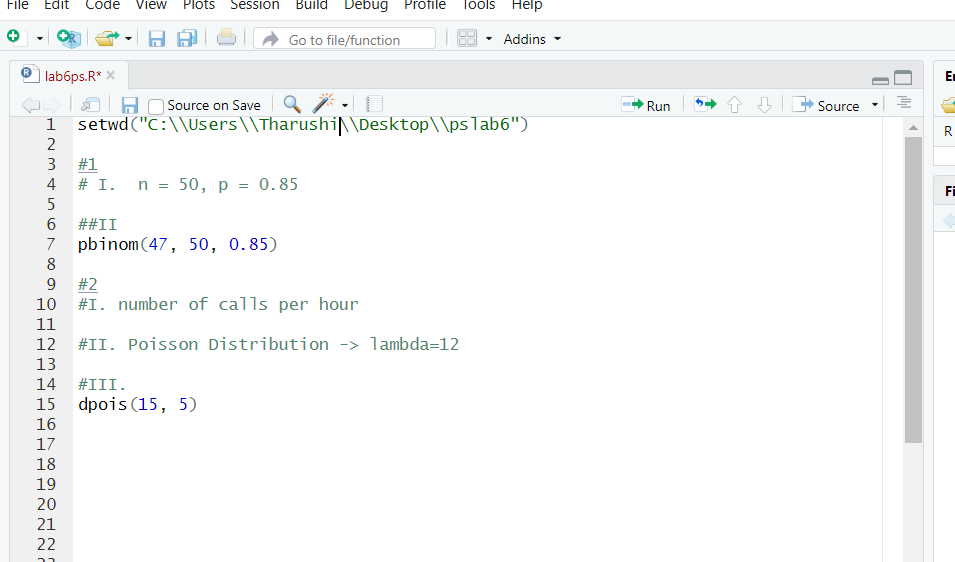 File Edit Code View Plots Session Build Debug Profile Tools Help
Go to file/function Addins
lab6ps.R*
Source on Save Run Source
1 setwd("C:\\Users\\Tharushi\\Desktop\\pslab6")
2
3 #1
4 # I.  n = 50, p = 0.85
5
6 ##II
7 pbinom(47, 50, 0.85)
8
9 #2
10 #I. number of calls per hour
11
12 #II. Poisson Distribution -> lambda=12
13
14 #III.
15 dpois(15, 5)
16
17
18
19
20
21
22
23
R